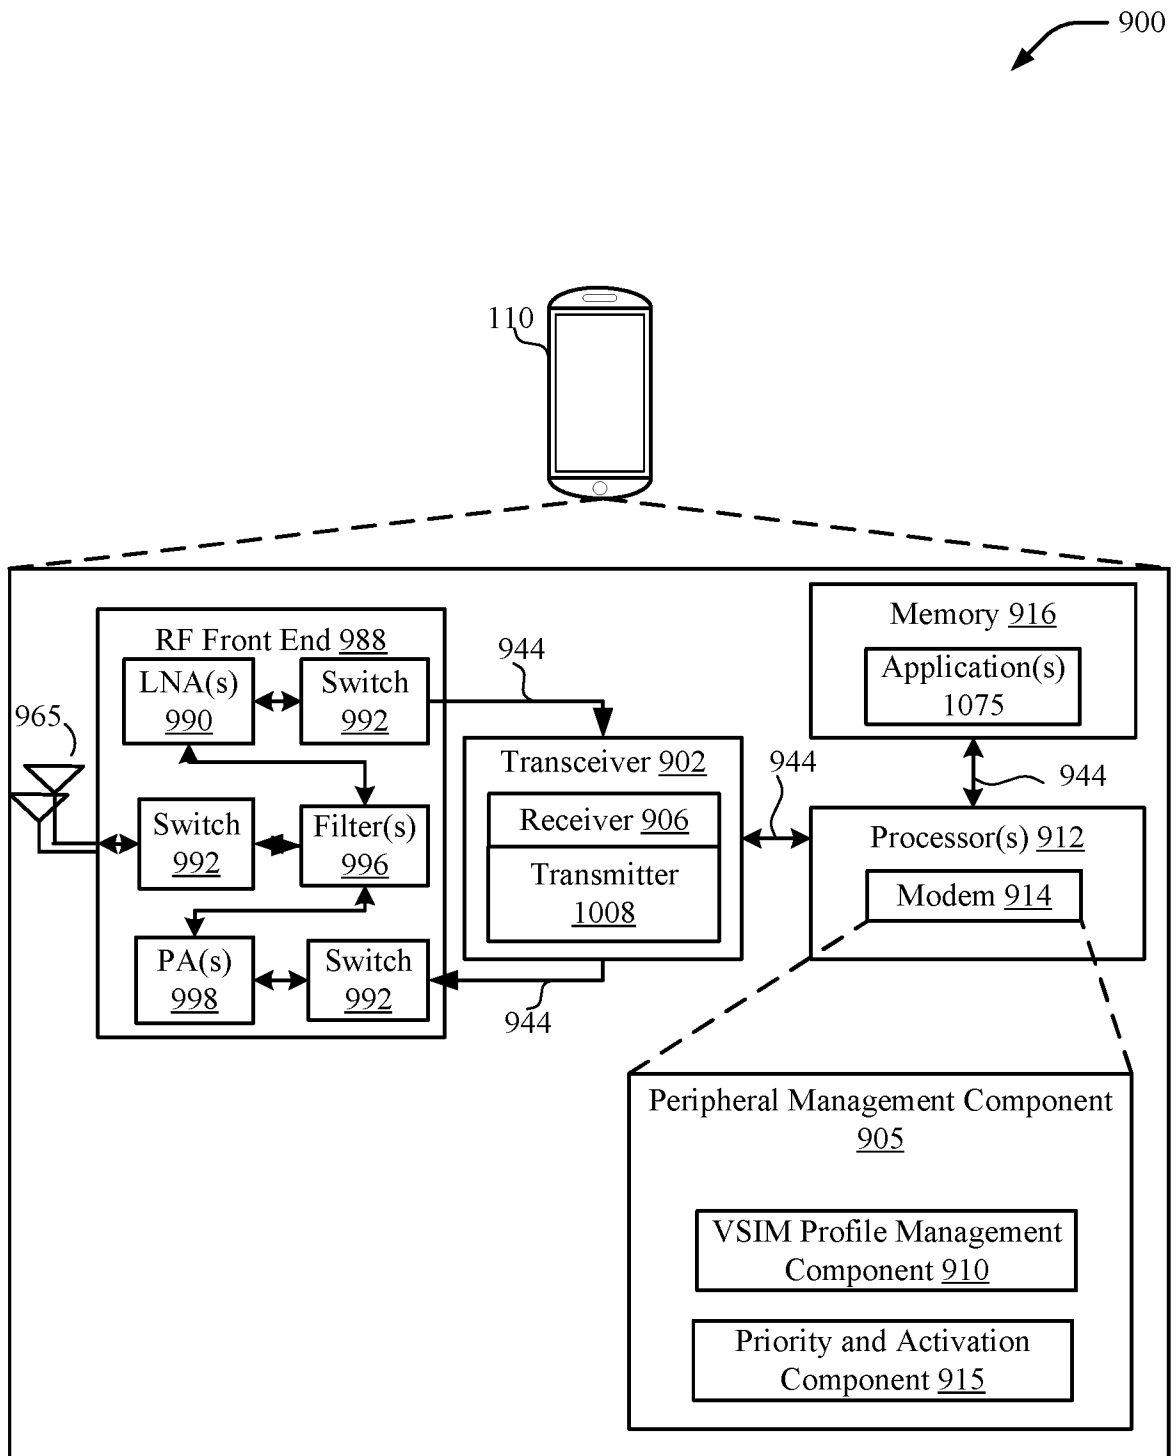 900
110
RF Front End 988
LNA(s)
990
Switch
992
944
965
Switch
992
Filter(s)
996
PA(s)
998
Switch
992
944
Transceiver 902
Receiver 906
Transmitter
1008
944
Memory 916
Application(s)
1075
944
Processor(s) 912
Modem 914
Peripheral Management Component
905
VSIM Profile Management
Component 910
Priority and Activation
Component 915